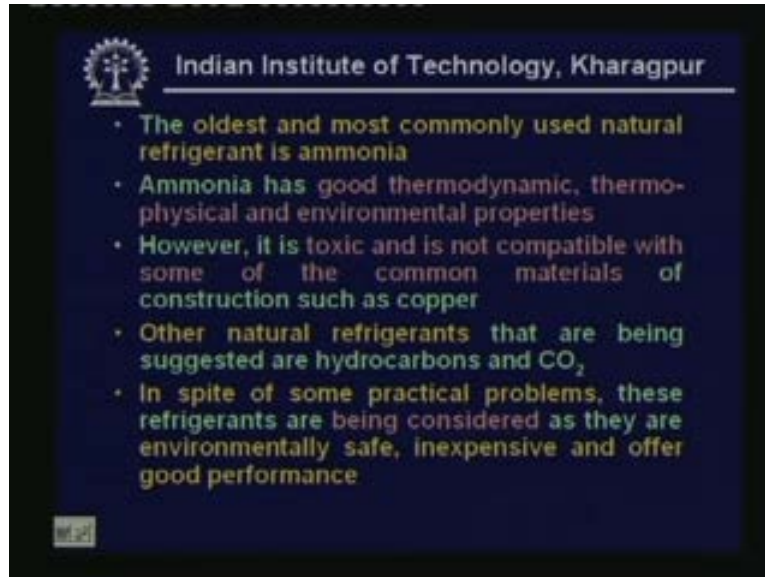 Indian Institute of Technology, Kharagpur
• The oldest and most commonly used natural
refrigerant is ammonia
• Ammonia has good thermodynamic, thermo-
physical and environmental properties
• However, it is toxic and is not compatible with
some of the common materials of
construction such as copper
• Other natural refrigerants that are being
suggested are hydrocarbons and CO₂
• In spite of some practical problems, these
refrigerants are being considered as they are
environmentally safe, inexpensive and offer
good performance